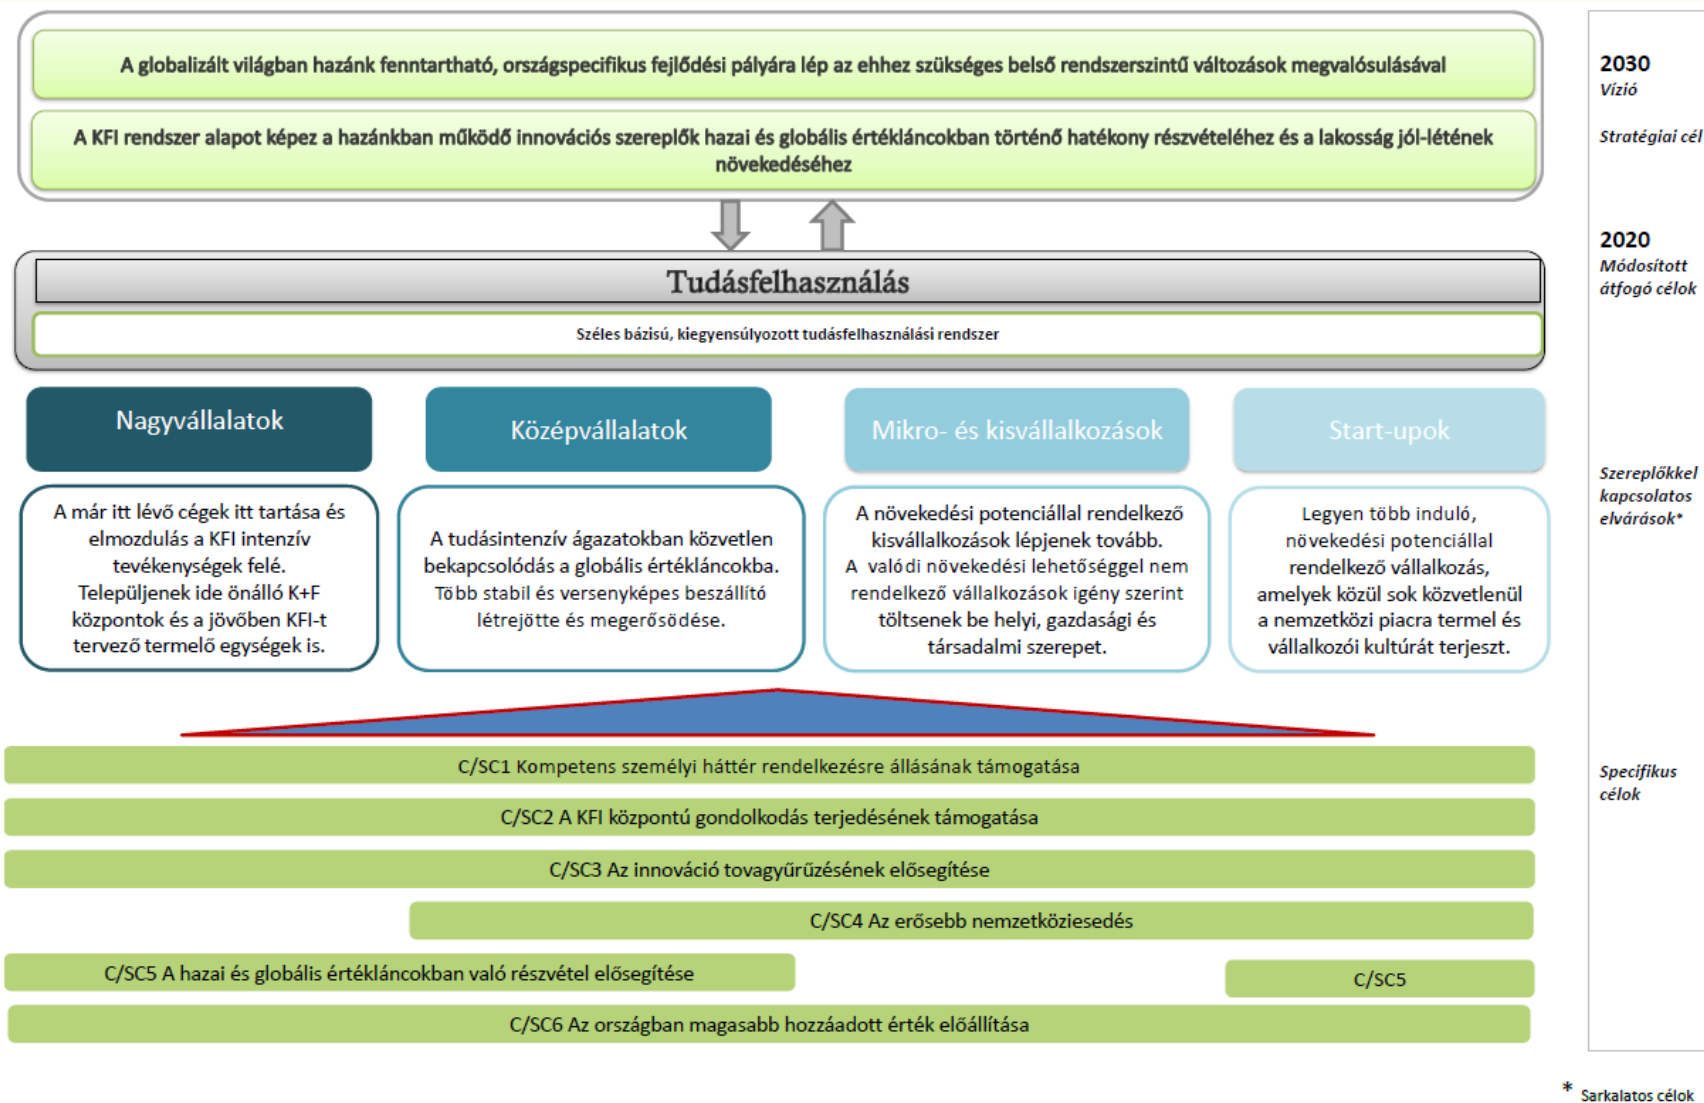 A globalizált világban hazánk fenntartható, országspecifikus fejlődési pályára lép az ehhez szükséges belső rendszerszintű változások megvalósulásával
A KFI rendszer alapot képez a hazánkban működő innovációs szereplők hazai és globális értékláncokban történő hatékony részvételéhez és a lakosság jól-létének
növekedéséhez
2030
Vízió
Stratégiai cél
Tudásfelhasználás
Széles bázisú, kiegyensúlyozott tudásfelhasználási rendszer
2020
Módosított
átfogó célok
Nagyvállalatok
A már itt lévő cégek itt tartása és
elmozdulás a KFI intenzív
tevékenységek felé.
Települjenek ide önálló K+F
központok és a jövőben KFI-t
tervező termelő egységek is.
Középvállalatok
A tudásintenzív ágazatokban közvetlen
bekapcsolódás a globális értékláncokba.
Több stabil és versenyképes beszállító
létrejötte és megerősödése.
Mikro- és kisvállalkozások
A növekedési potenciállal rendelkező
kisvállalkozások lépjenek tovább.
A valódi növekedési lehetőséggel nem
rendelkező vállalkozások igény szerint
töltsenek be helyi, gazdasági és
társadalmi szerepet.
Start-upok
Legyen több induló,
növekedési potenciállal
rendelkező vállalkozás,
amelyek közül sok közvetlenül
a nemzetközi piacra termel és
vállalkozói kultúrát terjeszt.
Szereplőkkel
kapcsolatos
elvárások*
C/SC1 Kompetens személyi háttér rendelkezésre állásának támogatása
C/SC2 A KFI központú gondolkodás terjedésének támogatása
C/SC3 Az innováció tovagyűrűzésének elősegítése
C/SC4 Az erősebb nemzetköziesedés
C/SC5 A hazai és globális értékláncokban való részvétel elősegítése
C/SC5
C/SC6 Az országban magasabb hozzáadott érték előállítása
Specifikus
célok
* Sarkalatos célok